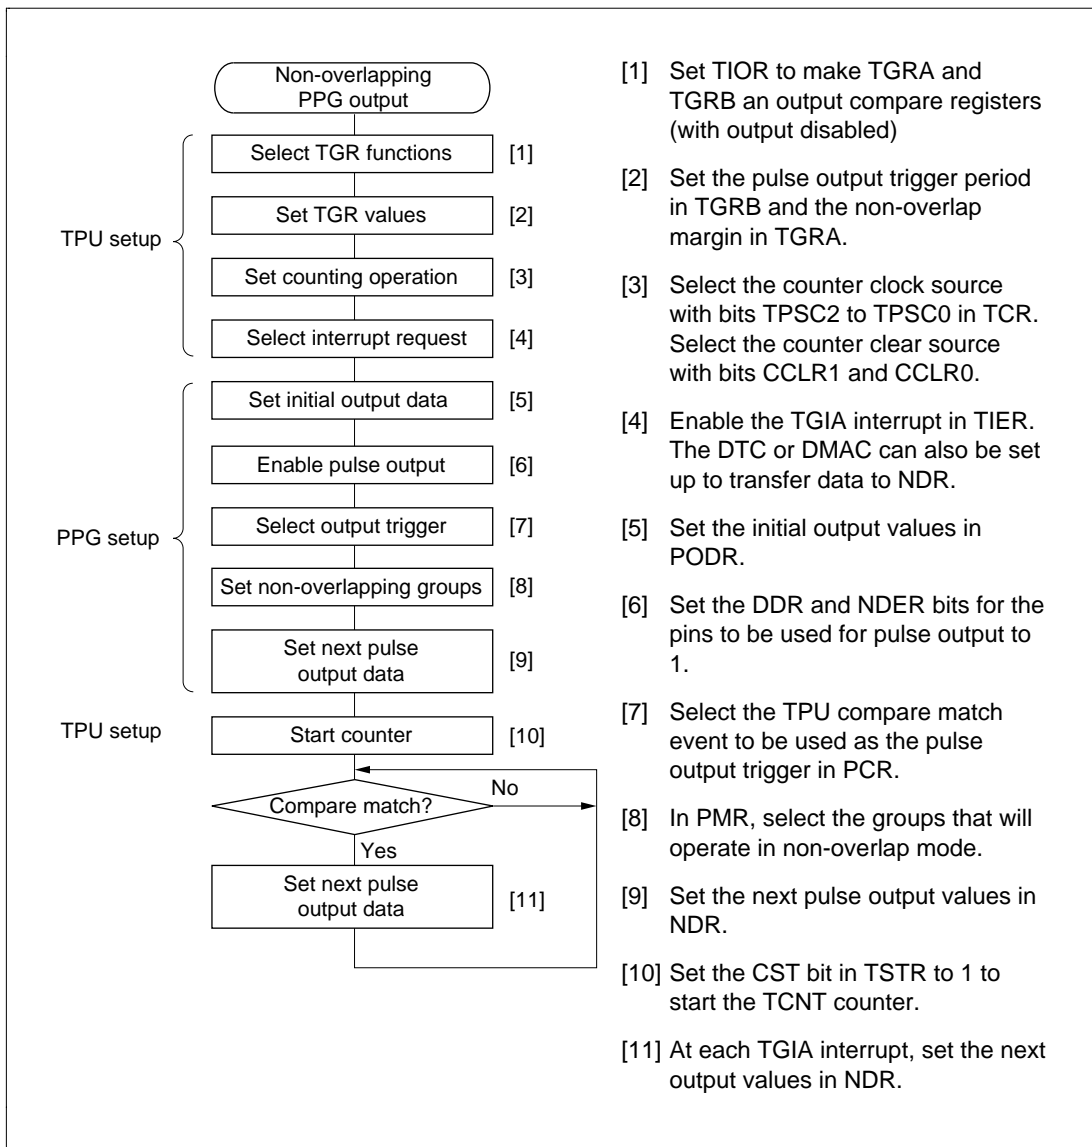 Non-overlapping
PPG output
TPU setup
Select TGR functions [1]
Set TGR values [2]
Set counting operation [3]
Select interrupt request [4]
PPG setup
Set initial output data [5]
Enable pulse output [6]
Select output trigger [7]
Set non-overlapping groups [8]
Set next pulse
output data
[9]
TPU setup
Start counter [10]
Compare match?
No
Yes
Set next pulse
output data
[11]
[1] Set TIOR to make TGRA and
TGRB an output compare registers
(with output disabled)
[2] Set the pulse output trigger period
in TGRB and the non-overlap
margin in TGRA.
[3] Select the counter clock source
with bits TPSC2 to TPSC0 in TCR.
Select the counter clear source
with bits CCLR1 and CCLR0.
[4] Enable the TGIA interrupt in TIER.
The DTC or DMAC can also be set
up to transfer data to NDR.
[5] Set the initial output values in
PODR.
[6] Set the DDR and NDER bits for the
pins to be used for pulse output to
1.
[7] Select the TPU compare match
event to be used as the pulse
output trigger in PCR.
[8] In PMR, select the groups that will
operate in non-overlap mode.
[9] Set the next pulse output values in
NDR.
[10] Set the CST bit in TSTR to 1 to
start the TCNT counter.
[11] At each TGIA interrupt, set the next
output values in NDR.